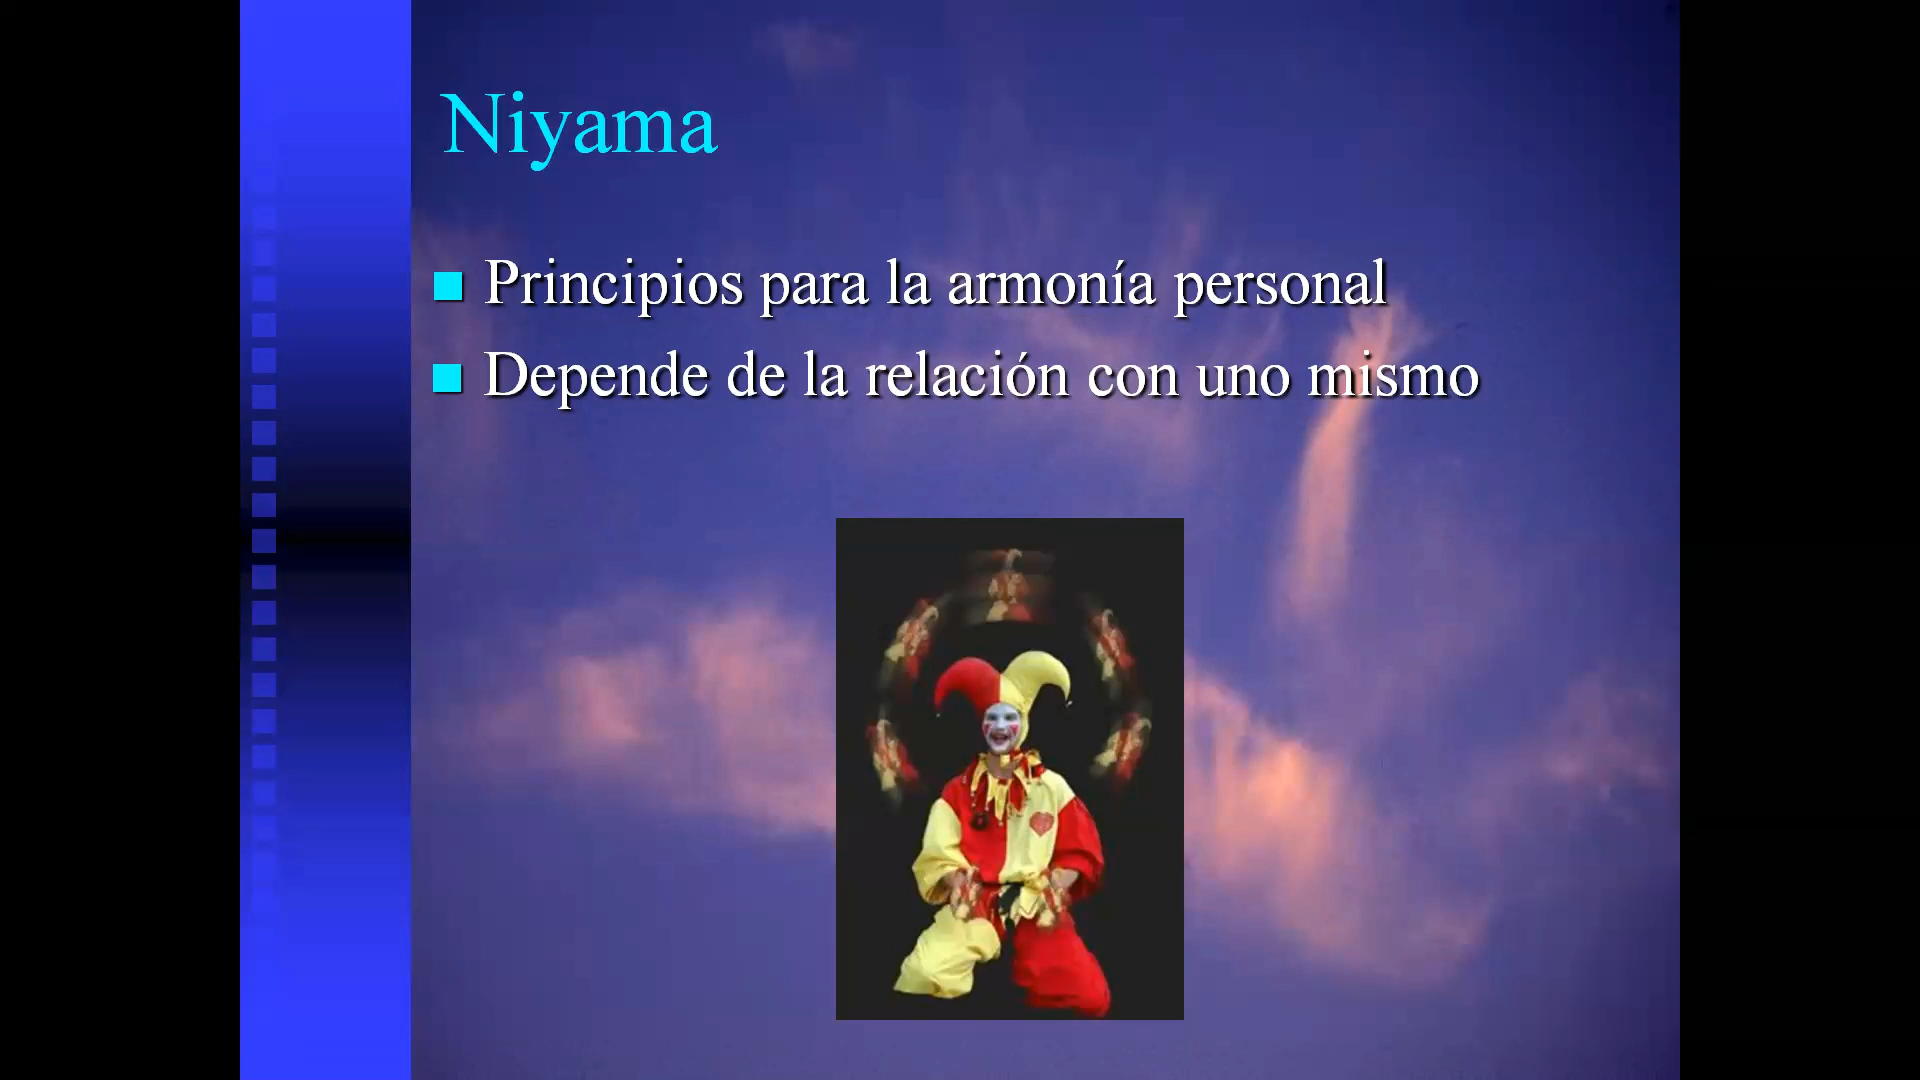 Niyama
Principios para la armonía personal
Depende de la relación con uno mismo